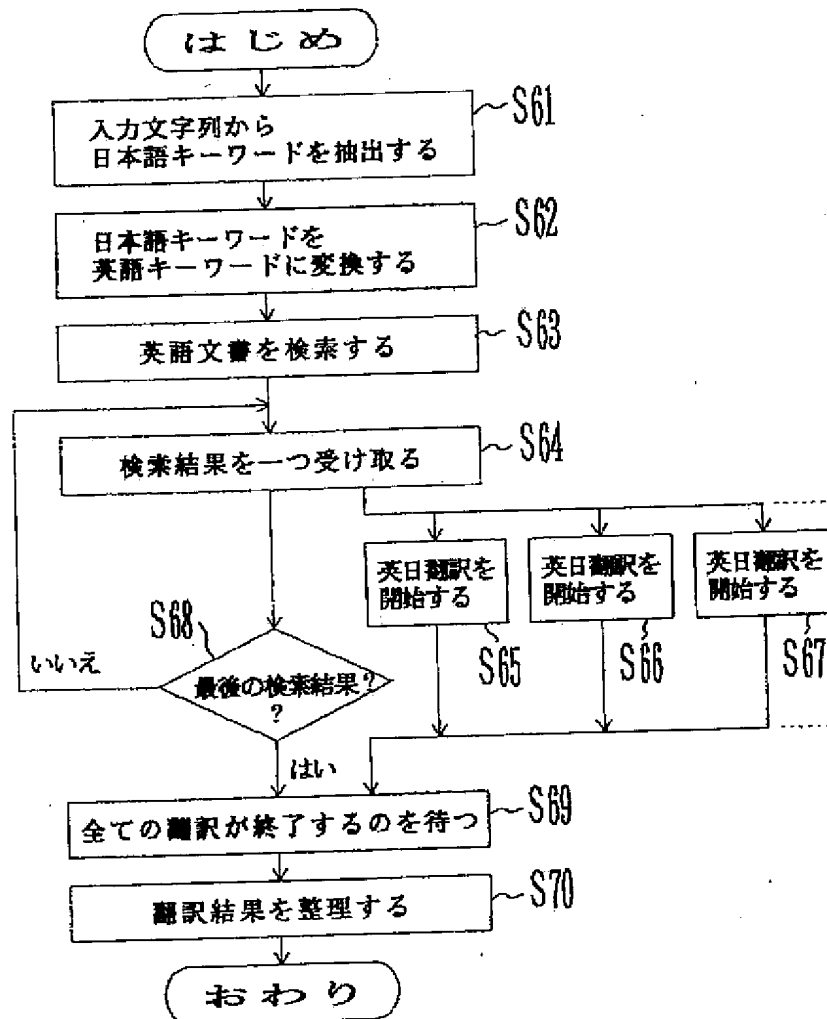 はじめ
S61
入力文字列から
日本語キーワードを抽出する
S62
日本語キーワードを
英語キーワードに変換する
S63
英語文書を検索する
S64
検索結果を一つ受け取る
英日翻訳を
開始する
S65
英日翻訳を
開始する
S66
英日翻訳を
開始する
S67
S68
いいえ
最後の検索結果?
?
はい
S69
全ての翻訳が終了するのを待つ
S70
翻訳結果を整理する
おわり